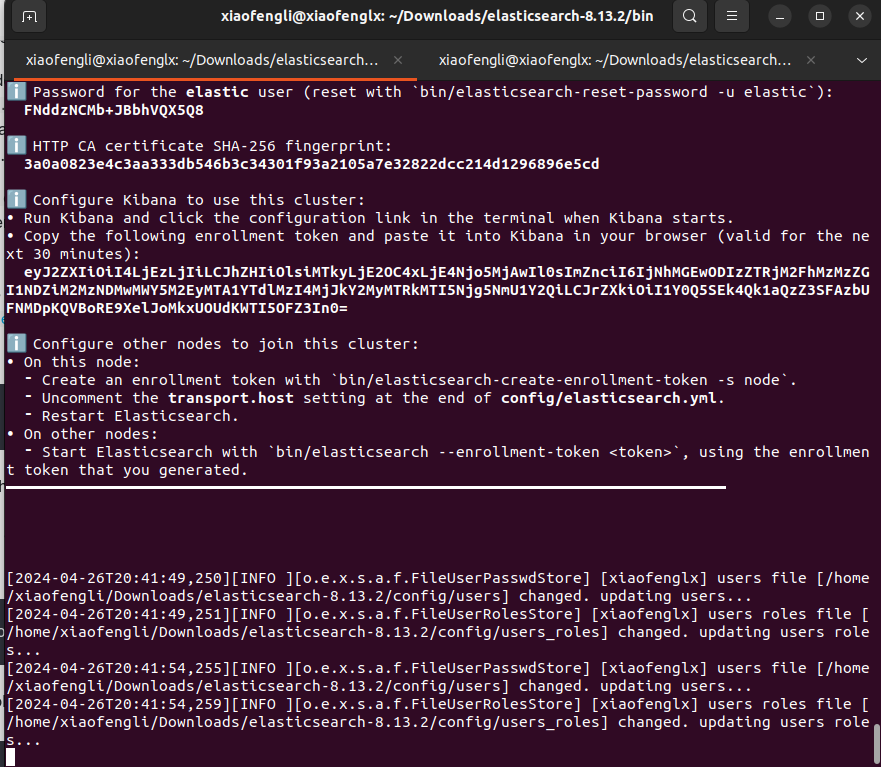 xiaofengli@xiaofenglx: ~/Downloads/elasticsearch-8.13.2/bin
xiaofengli@xiaofenglx: ~/Downloads/elasticsearch... × xiaofengli@xiaofenglx: ~/Downloads/elasticsearch... ×
ℹ️ Password for the elastic user (reset with `bin/elasticsearch-reset-password -u elastic`):
  FNddzNCMb+JBbhVQX5Q8
ℹ️ HTTP CA certificate SHA-256 fingerprint:
  3a0a0823e4c3aa333db546b3c34301f93a2105a7e32822dcc214d1296896e5cd
ℹ️ Configure Kibana to use this cluster:
• Run Kibana and click the configuration link in the terminal when Kibana starts.
• Copy the following enrollment token and paste it into Kibana in your browser (valid for the ne
xt 30 minutes):
  eyJ2ZXIiOiI4LjEzLjIiLCJhZHIiOlsiMTkyLjE2OC4xLjE4Njo5MjAwIl0sImZnciI6IjNhMGEwODIzZTRjM2FhMzMzZG
I1NDZiM2MzNDMwMWY5M2EyMTA1YTdlMzI4MjJkY2MyMTRkMTI5Njg5NmU1Y2QiLCJrZXkiOiI1Y0Q5SEk4Qk1aQzZ3SFAzbU
FNMDpKQVBoRE9XelJoMkxUOUdKWTI5OFZ3In0=
ℹ️ Configure other nodes to join this cluster:
• On this node:
  - Create an enrollment token with `bin/elasticsearch-create-enrollment-token -s node`.
  - Uncomment the transport.host setting at the end of config/elasticsearch.yml.
  - Restart Elasticsearch.
• On other nodes:
  - Start Elasticsearch with `bin/elasticsearch --enrollment-token <token>`, using the enrollmen
t token that you generated.
[2024-04-26T20:41:49,250][INFO ][o.e.x.s.a.f.FileUserPasswdStore] [xiaofenglx] users file [/home
/xiaofengli/Downloads/elasticsearch-8.13.2/config/users] changed. updating users...
[2024-04-26T20:41:49,251][INFO ][o.e.x.s.a.f.FileUserRolesStore] [xiaofenglx] users roles file [
/home/xiaofengli/Downloads/elasticsearch-8.13.2/config/users_roles] changed. updating users role
s...
[2024-04-26T20:41:54,255][INFO ][o.e.x.s.a.f.FileUserPasswdStore] [xiaofenglx] users file [/home
/xiaofengli/Downloads/elasticsearch-8.13.2/config/users] changed. updating users...
[2024-04-26T20:41:54,259][INFO ][o.e.x.s.a.f.FileUserRolesStore] [xiaofenglx] users roles file [
/home/xiaofengli/Downloads/elasticsearch-8.13.2/config/users_roles] changed. updating users role
s...